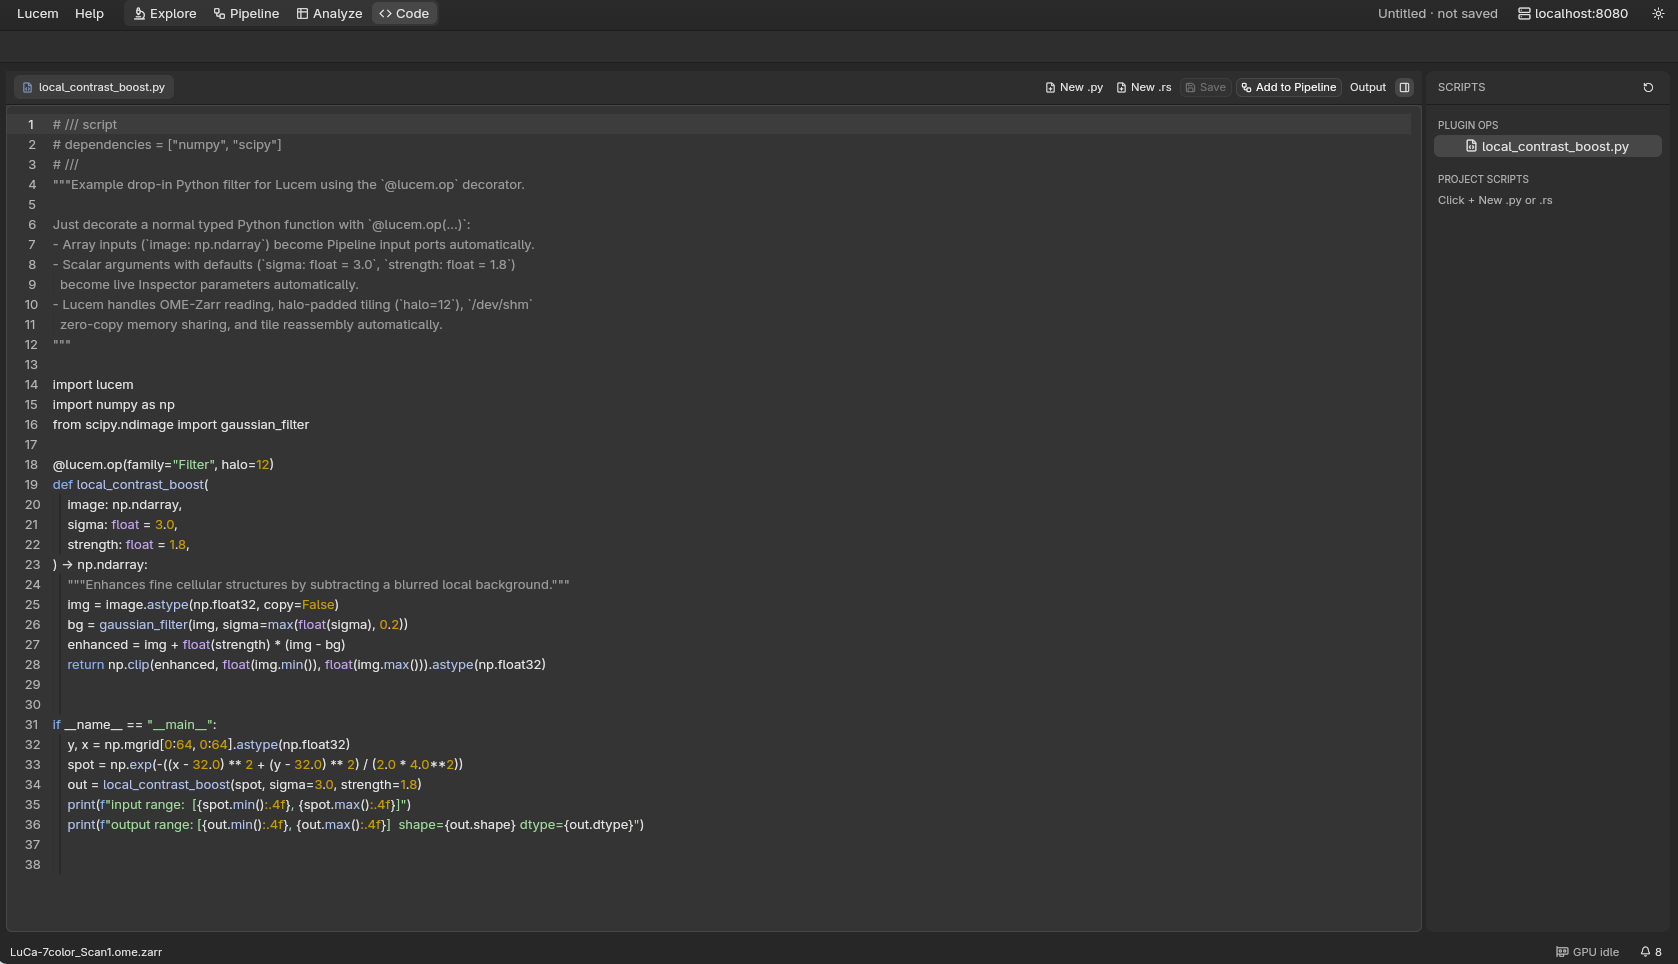 Lucem Help Explore Pipeline Analyze Code Untitled · not saved localhost:8080
local_contrast_boost.py New .py New .rs Save Add to Pipeline Output SCRIPTS
PLUGIN OPS
local_contrast_boost.py
PROJECT SCRIPTS
Click + New .py or .rs
1 # /// script
2 # dependencies = ["numpy", "scipy"]
3 # ///
4 """Example drop-in Python filter for Lucem using the `@lucem.op` decorator.
5
6 Just decorate a normal typed Python function with `@lucem.op(...)`:
7 - Array inputs (`image: np.ndarray`) become Pipeline input ports automatically.
8 - Scalar arguments with defaults (`sigma: float = 3.0`, `strength: float = 1.8`)
9   become live Inspector parameters automatically.
10 - Lucem handles OME-Zarr reading, halo-padded tiling (`halo=12`), `/dev/shm`
11   zero-copy memory sharing, and tile reassembly automatically.
12 """
13
14 import lucem
15 import numpy as np
16 from scipy.ndimage import gaussian_filter
17
18 @lucem.op(family="Filter", halo=12)
19 def local_contrast_boost(
20     image: np.ndarray,
21     sigma: float = 3.0,
22     strength: float = 1.8,
23 ) -> np.ndarray:
24     """Enhances fine cellular structures by subtracting a blurred local background."""
25     img = image.astype(np.float32, copy=False)
26     bg = gaussian_filter(img, sigma=max(float(sigma), 0.2))
27     enhanced = img + float(strength) * (img - bg)
28     return np.clip(enhanced, float(img.min()), float(img.max())).astype(np.float32)
29
30
31 if __name__ == "__main__":
32     y, x = np.mgrid[0:64, 0:64].astype(np.float32)
33     spot = np.exp(-((x - 32.0) ** 2 + (y - 32.0) ** 2) / (2.0 * 4.0**2))
34     out = local_contrast_boost(spot, sigma=3.0, strength=1.8)
35     print(f"input range:  [{spot.min():.4f}, {spot.max():.4f}]")
36     print(f"output range: [{out.min():.4f}, {out.max():.4f}]  shape={out.shape} dtype={out.dtype}")
37
38
LuCa-7color_Scan1.ome.zarr GPU idle 8